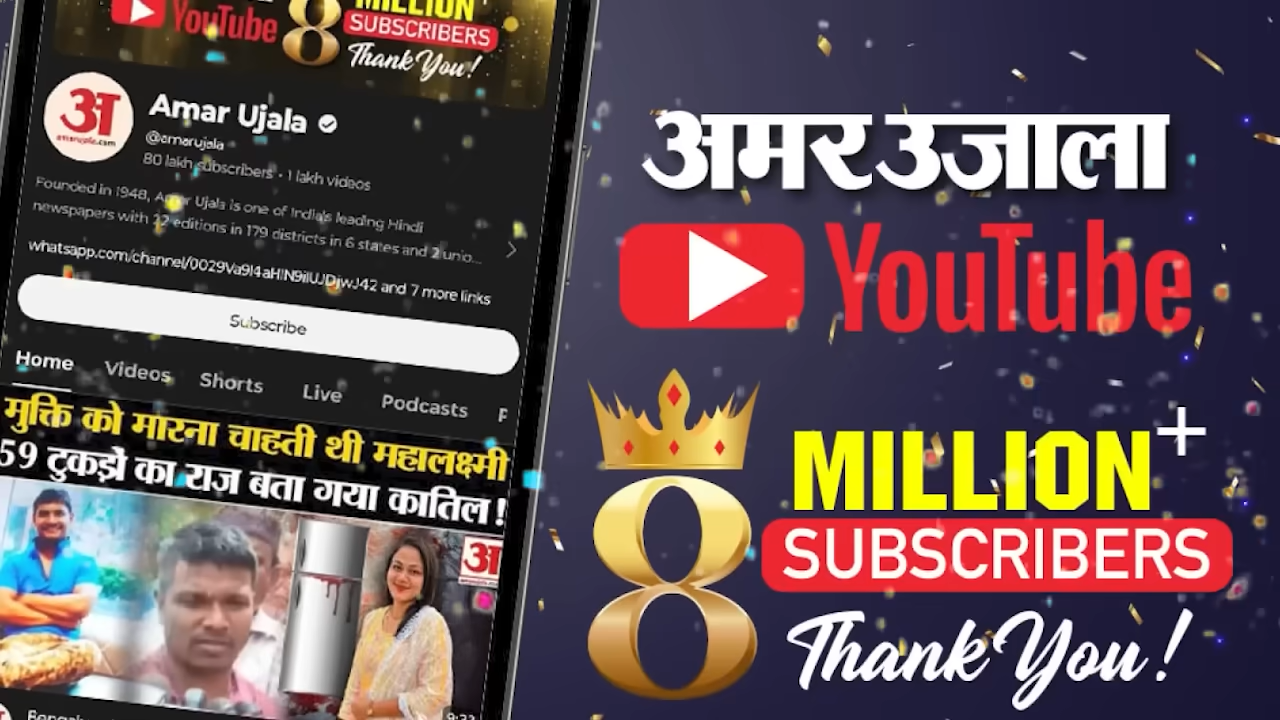 YouTube
8
MILLION
SUBSCRIBERS
Thank You!
अ
amarujala.com
Amar Ujala
@amarujala
80 lakh subscribers • 1 lakh videos
Founded in 1948, Amar Ujala is one of India's leading Hindi
newspapers with 22 editions in 179 districts in 6 states and 2 unio...
and 7 more links
Subscribe
Home Videos Shorts Live Podcasts P
मुक्ति को मारना चाहती थी महालक्ष्मी
59 टुकड़ों का राज बता गया कातिल!
अ
9:33
अमर उजाला
YouTube
8
MILLION+
SUBSCRIBERS
Thank You!